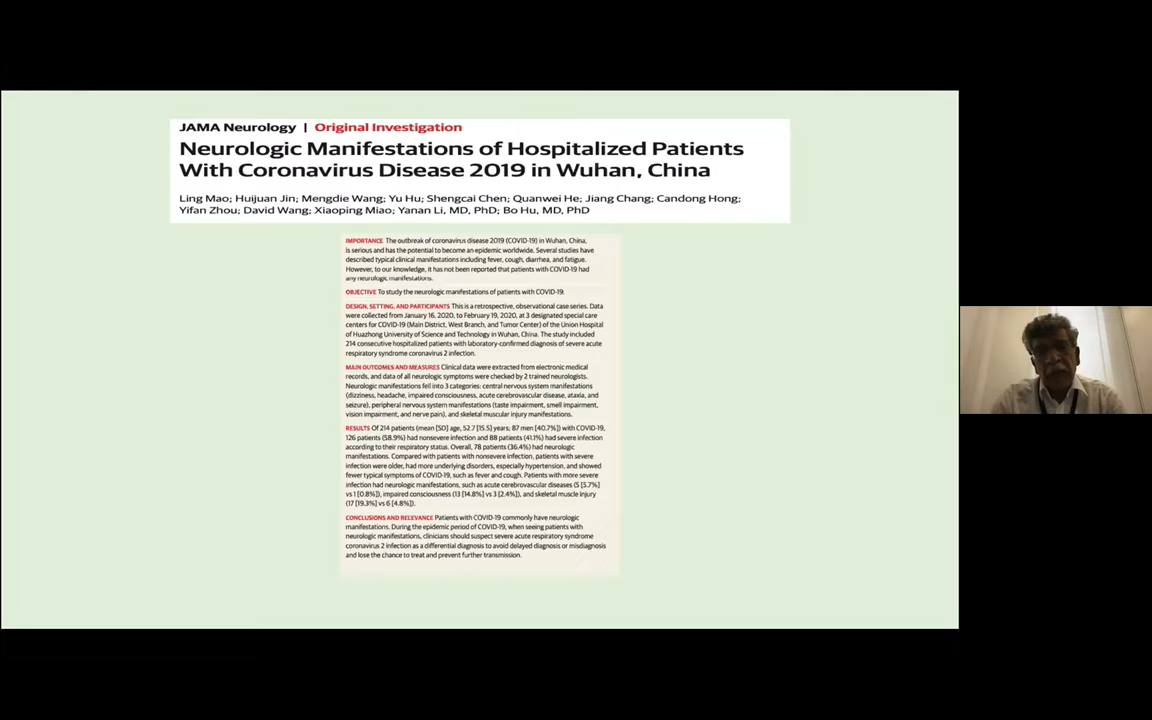 JAMA Neurology | Original Investigation
Neurologic Manifestations of Hospitalized Patients
With Coronavirus Disease 2019 in Wuhan, China
Ling Mao; Huijuan Jin; Mengdie Wang; Yu Hu; Shengcai Chen; Quanwei He; Jiang Chang; Candong Hong;
Yifan Zhou; David Wang; Xiaoping Miao; Yanan Li, MD, PhD; Bo Hu, MD, PhD
IMPORTANCE The outbreak of coronavirus disease 2019 (COVID-19) in Wuhan, China,
is serious and has the potential to become an epidemic worldwide. Several studies have
described typical clinical manifestations including fever, cough, diarrhea, and fatigue.
However, to our knowledge, it has not been reported that patients with COVID-19 had
any neurologic manifestations.
OBJECTIVE To study the neurologic manifestations of patients with COVID-19.
DESIGN, SETTING, AND PARTICIPANTS This is a retrospective, observational case series. Data
were collected from January 16, 2020, to February 19, 2020, at 3 designated special care
centers for COVID-19 (Main District, West Branch, and Tumor Center) of the Union Hospital
of Huazhong University of Science and Technology in Wuhan, China. The study included
214 consecutive hospitalized patients with laboratory-confirmed diagnosis of severe acute
respiratory syndrome coronavirus 2 infection.
MAIN OUTCOMES AND MEASURES Clinical data were extracted from electronic medical
records, and data of all neurologic symptoms were checked by 2 trained neurologists.
Neurologic manifestations fell into 3 categories: central nervous system manifestations
(dizziness, headache, impaired consciousness, acute cerebrovascular disease, ataxia, and
seizure), peripheral nervous system manifestations (taste impairment, smell impairment,
vision impairment, and nerve pain), and skeletal muscular injury manifestations.
RESULTS Of 214 patients (mean [SD] age, 52.7 [15.5] years; 87 men [40.7%]) with COVID-19,
126 patients (58.9%) had nonsevere infection and 88 patients (41.1%) had severe infection
according to their respiratory status. Overall, 78 patients (36.4%) had neurologic
manifestations. Compared with patients with nonsevere infection, patients with severe
infection were older, had more underlying disorders, especially hypertension, and showed
fewer typical symptoms of COVID-19, such as fever and cough. Patients with more severe
infection had neurologic manifestations, such as acute cerebrovascular diseases (5 [5.7%]
vs 1 [0.8%]), impaired consciousness (13 [14.8%] vs 3 [2.4%]), and skeletal muscle injury
(17 [19.3%] vs 6 [4.8%]).
CONCLUSIONS AND RELEVANCE Patients with COVID-19 commonly have neurologic
manifestations. During the epidemic period of COVID-19, when seeing patients with
neurologic manifestations, clinicians should suspect severe acute respiratory syndrome
coronavirus 2 infection as a differential diagnosis to avoid delayed diagnosis or misdiagnosis
and lose the chance to treat and prevent further transmission.